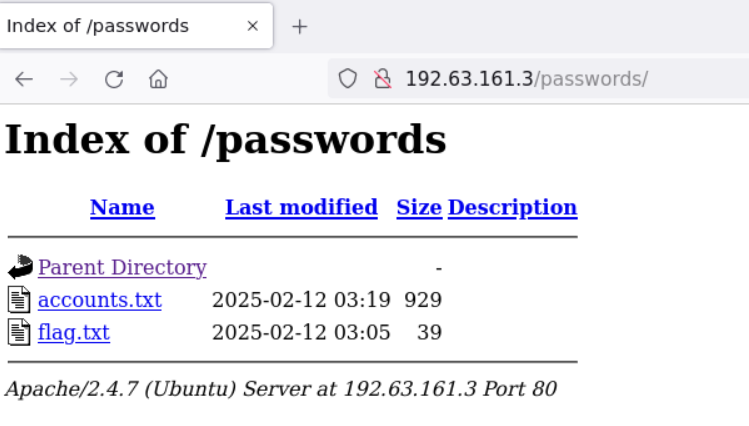 Index of /passwords
192.63.161.3/passwords/
Index of /passwords
Name Last modified Size Description
Parent Directory -
accounts.txt 2025-02-12 03:19 929
flag.txt 2025-02-12 03:05 39
Apache/2.4.7 (Ubuntu) Server at 192.63.161.3 Port 80